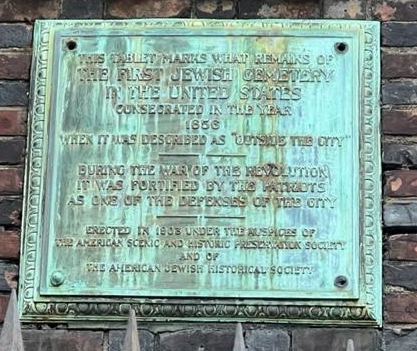 THIS TABLET MARKS WHAT REMAINS OF
THE FIRST JEWISH CEMETERY
IN THE UNITED STATES
CONSECRATED IN THE YEAR
1656
WHEN IT WAS DESCRIBED AS "OUTSIDE THE CITY"
DURING THE WAR OF THE REVOLUTION
IT WAS FORTIFIED BY THE PATRIOTS
AS ONE OF THE DEFENSES OF THE CITY
ERECTED IN 1903 UNDER THE AUSPICES OF
THE AMERICAN SCENIC AND HISTORIC PRESERVATION SOCIETY
AND OF
THE AMERICAN JEWISH HISTORICAL SOCIETY